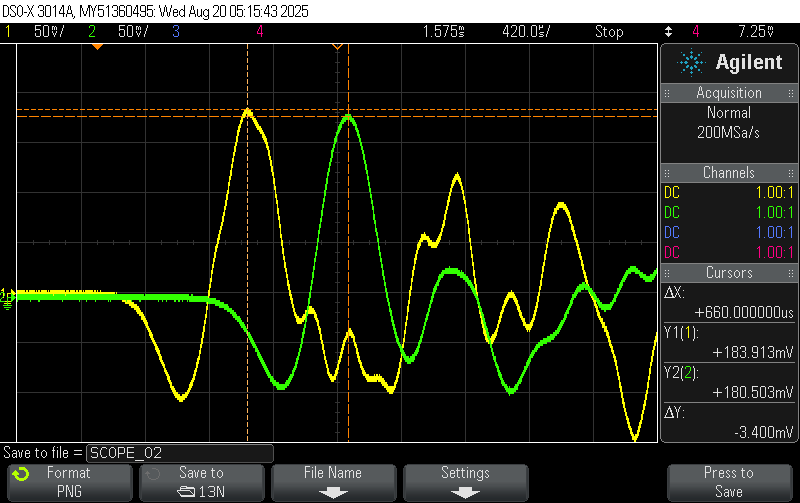 DSO-X 3014A, MY51360495: Wed Aug 20 05:15:43 2025
1 50V/ 2 50V/ 3 4 1.575s 420.0s/ Stop 4 7.25V
Agilent
Acquisition
Normal
200MSa/s
Channels
DC 1.00:1
DC 1.00:1
DC 1.00:1
DC 1.00:1
Cursors
ΔX:
+660.000000us
Y1(1):
+183.913mV
Y2(2):
+180.503mV
ΔY:
-3.400mV
Save to file = SCOPE_02
Format
PNG
Save to
13N
File Name
Settings
Press to
Save